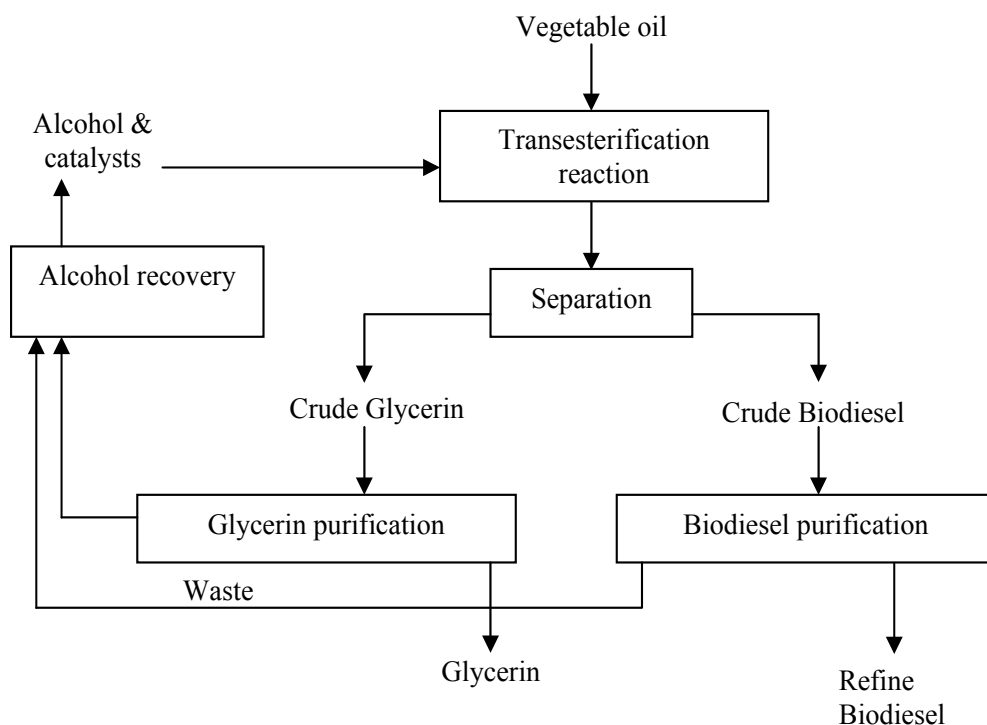 Vegetable oil
Alcohol &
catalysts
Transesterification
reaction
Alcohol recovery
Separation
Crude Glycerin
Crude Biodiesel
Glycerin purification
Biodiesel purification
Waste
Glycerin
Refine
Biodiesel